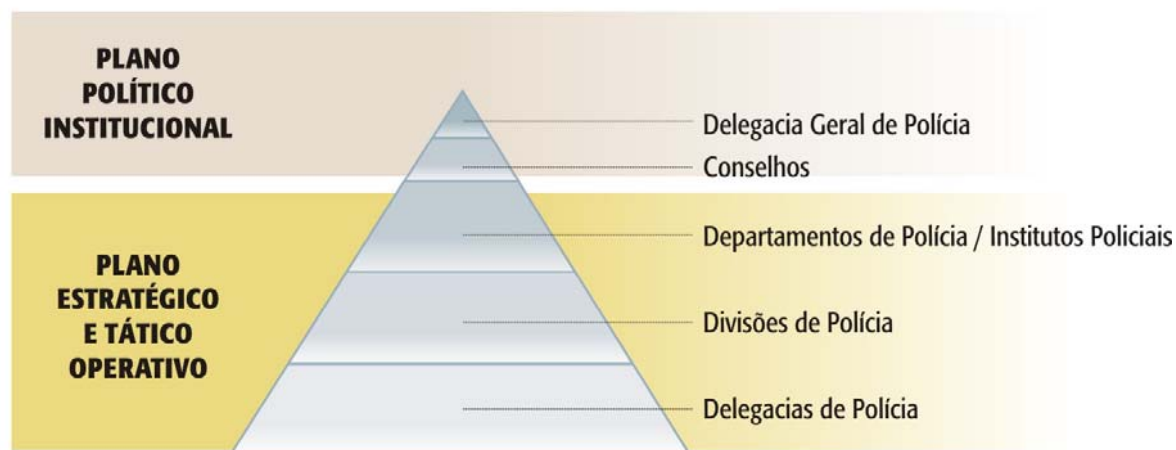 PLANO
POLÍTICO
INSTITUCIONAL
Delegacia Geral de Polícia
Conselhos
PLANO
ESTRATÉGICO
E TÁTICO
OPERATIVO
Departamentos de Polícia / Institutos Policiais
Divisões de Polícia
Delegacias de Polícia